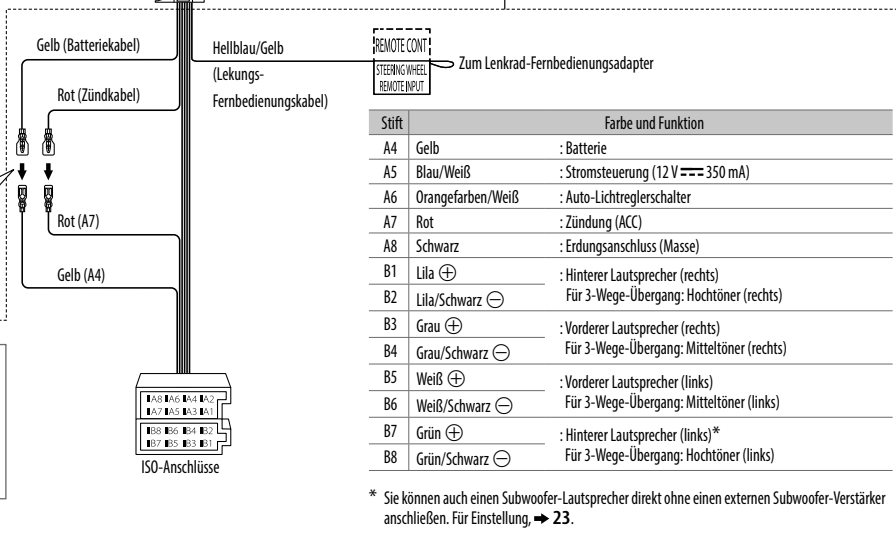 Gelb (Batteriekabel)
Rot (Zündkabel)
Hellblau/Gelb
(Lekungs-
Fernbedienungskabel)
REMOTE CONT
STEERING WHEEL
REMOTE INPUT
Zum Lenkrad-Fernbedienungsadapter
Rot (A7)
Gelb (A4)
A8 A6 A4 A2
A7 A5 A3 A1
B8 B6 B4 B2
B7 B5 B3 B1
ISO-Anschlüsse
Stift Farbe und Funktion
A4 Gelb : Batterie
A5 Blau/Weiß : Stromsteuerung (12 V ⎓ 350 mA)
A6 Orangefarben/Weiß : Auto-Lichtreglerschalter
A7 Rot : Zündung (ACC)
A8 Schwarz : Erdungsanschluss (Masse)
B1 Lila ⊕ : Hinterer Lautsprecher (rechts)
B2 Lila/Schwarz ⊖ Für 3-Wege-Übergang: Hochtöner (rechts)
B3 Grau ⊕ : Vorderer Lautsprecher (rechts)
B4 Grau/Schwarz ⊖ Für 3-Wege-Übergang: Mitteltöner (rechts)
B5 Weiß ⊕ : Vorderer Lautsprecher (links)
B6 Weiß/Schwarz ⊖ Für 3-Wege-Übergang: Mitteltöner (links)
B7 Grün ⊕ : Hinterer Lautsprecher (links)*
B8 Grün/Schwarz ⊖ Für 3-Wege-Übergang: Hochtöner (links)
* Sie können auch einen Subwoofer-Lautsprecher direkt ohne einen externen Subwoofer-Verstärker
anschließen. Für Einstellung, ➔ 23.